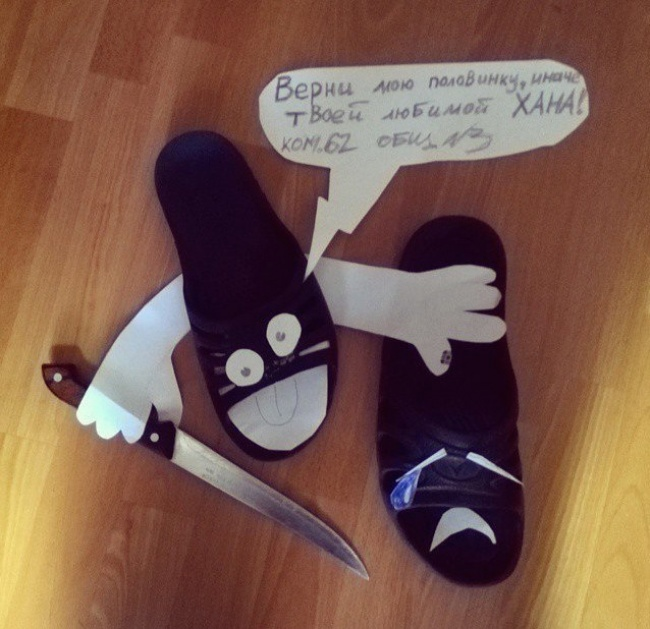 Верни мою половинку, иначе
твоей любимой ХАНА!
ком.62 общ. №3